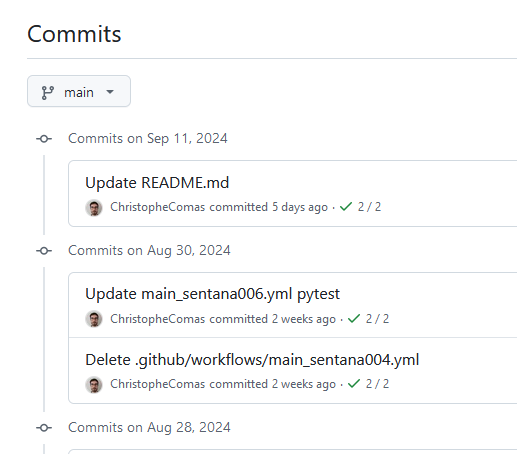 Commits
main
Commits on Sep 11, 2024
Update README.md
ChristopheComas committed 5 days ago · 2 / 2
Commits on Aug 30, 2024
Update main_sentana006.yml pytest
ChristopheComas committed 2 weeks ago · 2 / 2
Delete .github/workflows/main_sentana004.yml
ChristopheComas committed 2 weeks ago · 2 / 2
Commits on Aug 28, 2024